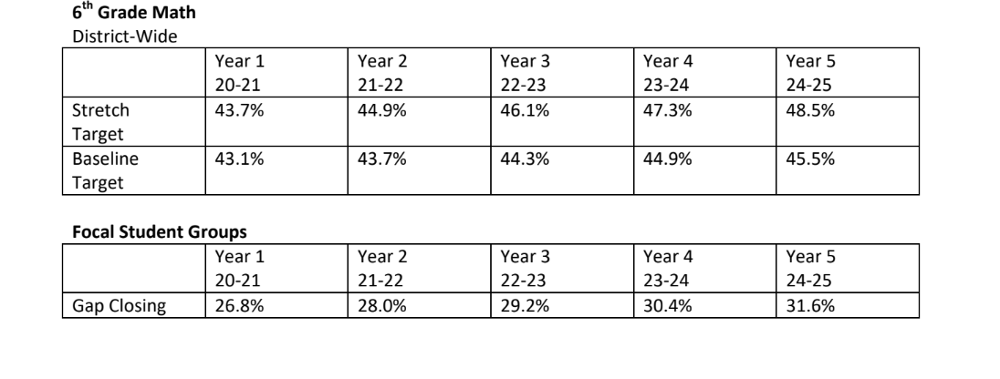 6th Grade Math
District-Wide
Year 1 Year 2 Year 3 Year 4 Year 5
20-21 21-22 22-23 23-24 24-25
Stretch 43.7% 44.9% 46.1% 47.3% 48.5%
Target
Baseline 43.1% 43.7% 44.3% 44.9% 45.5%
Target
Focal Student Groups
Year 1 Year 2 Year 3 Year 4 Year 5
20-21 21-22 22-23 23-24 24-25
Gap Closing 26.8% 28.0% 29.2% 30.4% 31.6%